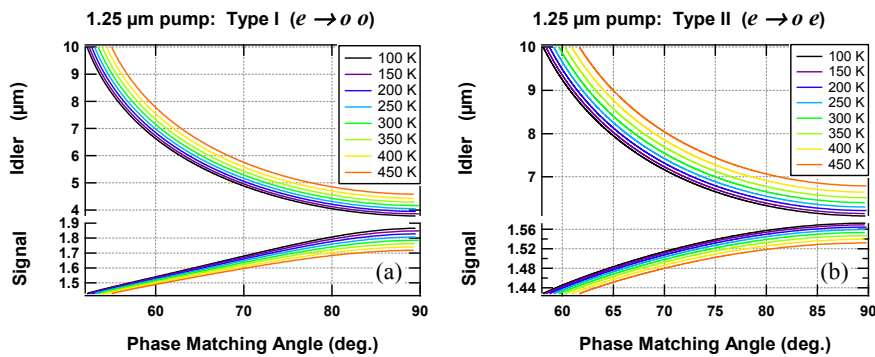 1.25 µm pump: Type I (e → o o)
10
9
8
7
6
5
4
Idler (µm)
1.9
1.8
1.7
1.6
1.5
Signal
100 K
150 K
200 K
250 K
300 K
350 K
400 K
450 K
(a)
60
70
80
90
Phase Matching Angle (deg.)
1.25 µm pump: Type II (e → o e)
10
9
8
7
Idler (µm)
1.56
1.52
1.48
1.44
Signal
100 K
150 K
200 K
250 K
300 K
350 K
400 K
450 K
(b)
60
65
70
75
80
85
90
Phase Matching Angle (deg.)